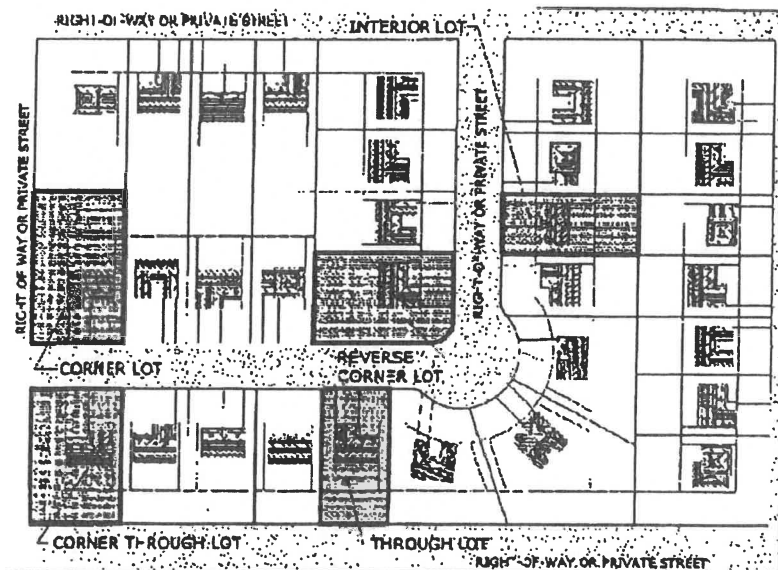 RIGHT-OF-WAY OR PRIVATE STREET
INTERIOR LOT
RIGHT OF WAY OR PRIVATE STREET
RIGHT-OF-WAY OR PRIVATE STREET
CORNER LOT
REVERSE
CORNER LOT
CORNER THROUGH LOT
THROUGH LOT
RIGHT-OF-WAY OR PRIVATE STREET